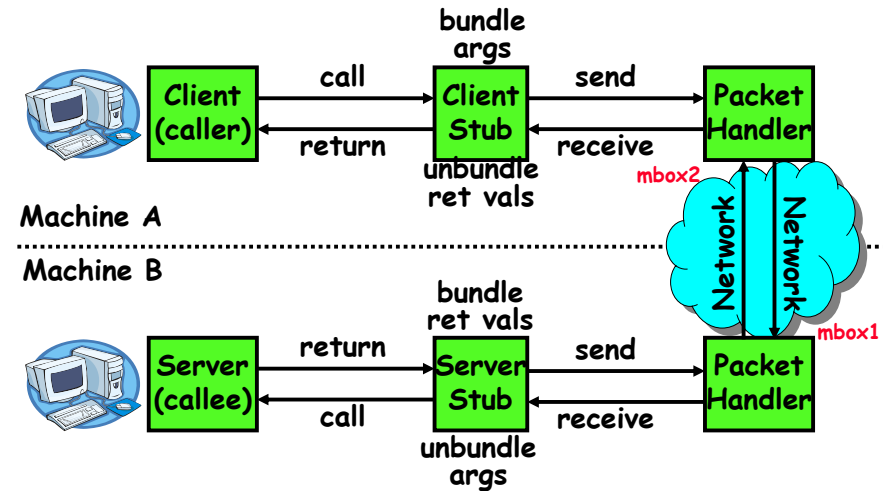 bundle
args
call
send
Client
(caller)
Client
Stub
Packet
Handler
return
receive
unbundle
ret vals
mbox2
Machine A
Network
Network
Machine B
bundle
ret vals
mbox1
return
send
Server
(callee)
Server
Stub
Packet
Handler
call
receive
unbundle
args